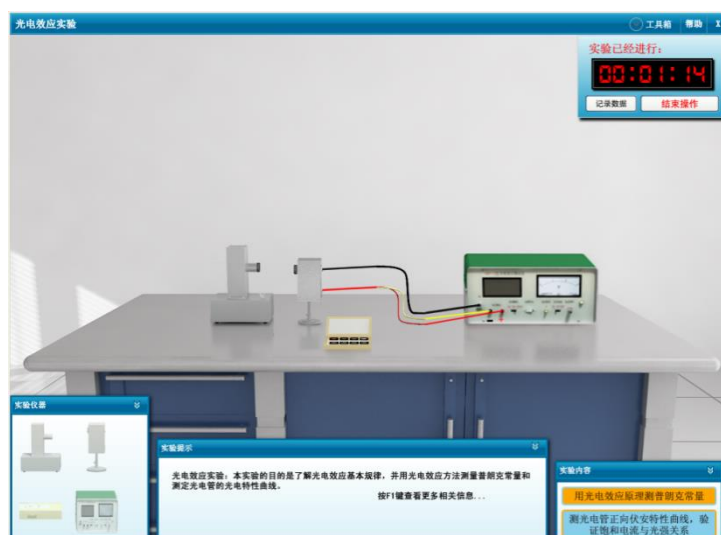 光电效应实验
工具箱 帮助
实验已经进行：
00:01:14
记录数据 结束操作
实验仪器
实验提示
光电效应实验：本实验的目的是了解光电效应基本规律，并用光电效应方法测量普朗克常量和
测定光电管的光电特性曲线。
按F1键查看更多相关信息...
实验内容
用光电效应原理测普朗克常量
测光电管正向伏安特性曲线，验
证饱和电流与光强关系